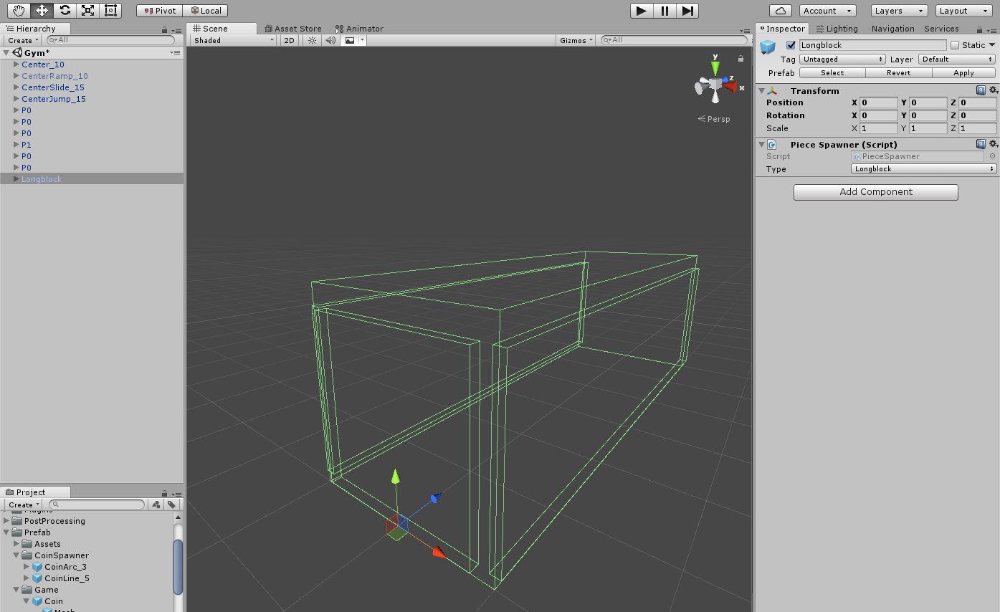 Pivot Local Account Layers Layout
Hierarchy
Create All
Gym*
Center_10
CenterRamp_10
CenterSlide_15
CenterJump_15
P0
P0
P0
P1
P0
P0
Longblock
Project
Create
PostProcessing
Prefab
Assets
CoinSpawner
CoinArc_3
CoinLine_5
Game
Coin
Scene Asset Store Animator
Shaded 2D Gizmos All
y
z
x
Persp
Inspector Lighting Navigation Services
Longblock Static
Tag Untagged Layer Default
Prefab Select Revert Apply
Transform
Position X 0 Y 0 Z 0
Rotation X 0 Y 0 Z 0
Scale X 1 Y 1 Z 1
Piece Spawner (Script)
Script PieceSpawner
Type Longblock
Add Component